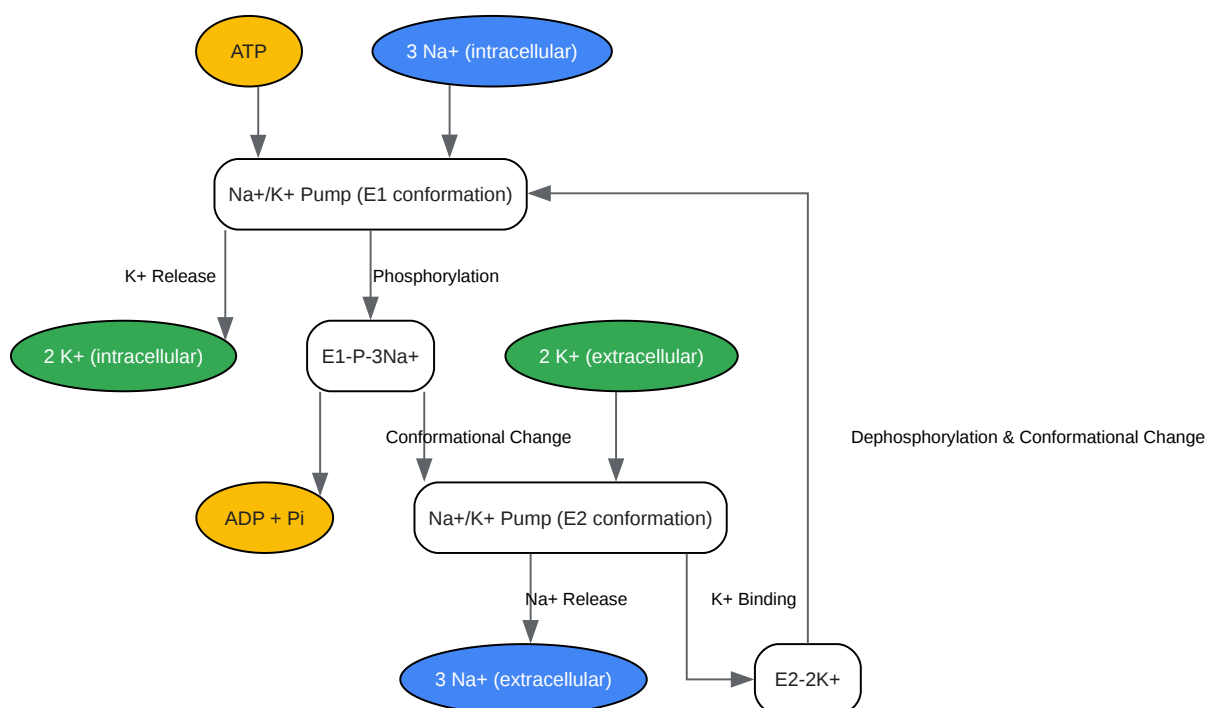 ATP
3 Na+ (intracellular)
Na+/K+ Pump (E1 conformation)
K+ Release
Phosphorylation
2 K+ (intracellular)
E1-P-3Na+
2 K+ (extracellular)
Conformational Change
Dephosphorylation & Conformational Change
ADP + Pi
Na+/K+ Pump (E2 conformation)
Na+ Release
K+ Binding
3 Na+ (extracellular)
E2-2K+